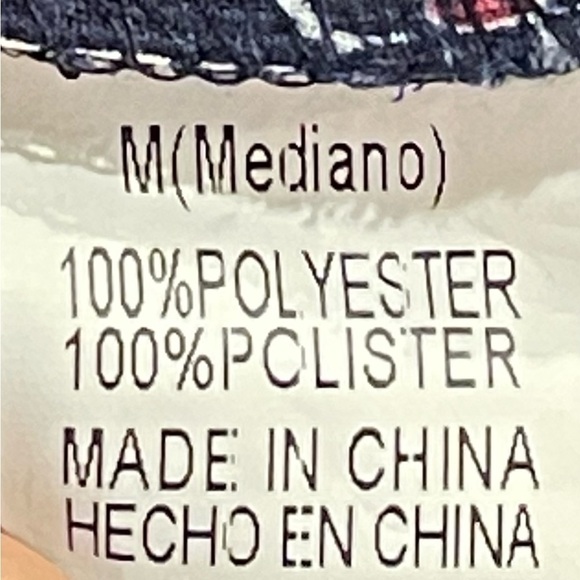 M(Mediano)
100%POLYESTER
100%POLISTER
MADE IN CHINA
HECHO EN CHINA